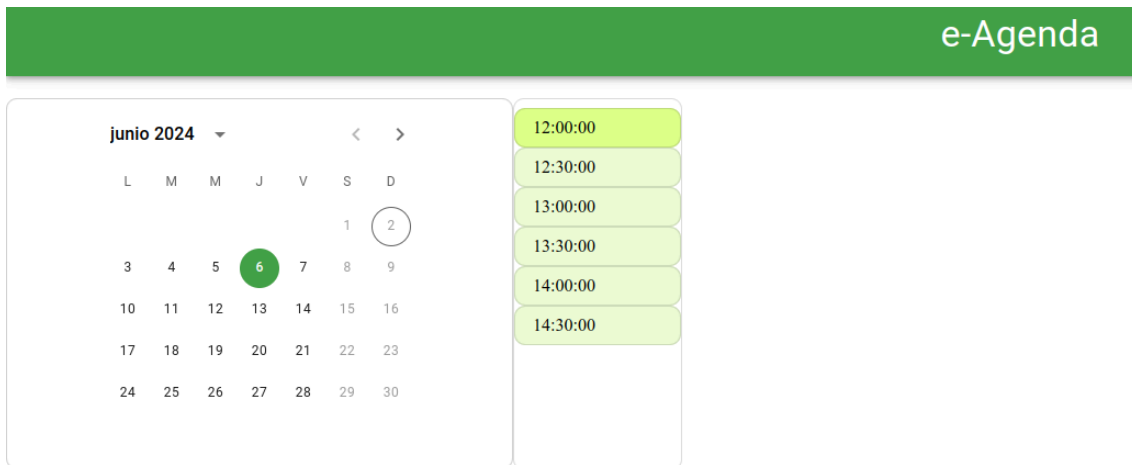 e-Agenda
junio 2024
L M M J V S D
1 2
3 4 5 6 7 8 9
10 11 12 13 14 15 16
17 18 19 20 21 22 23
24 25 26 27 28 29 30
12:00:00
12:30:00
13:00:00
13:30:00
14:00:00
14:30:00